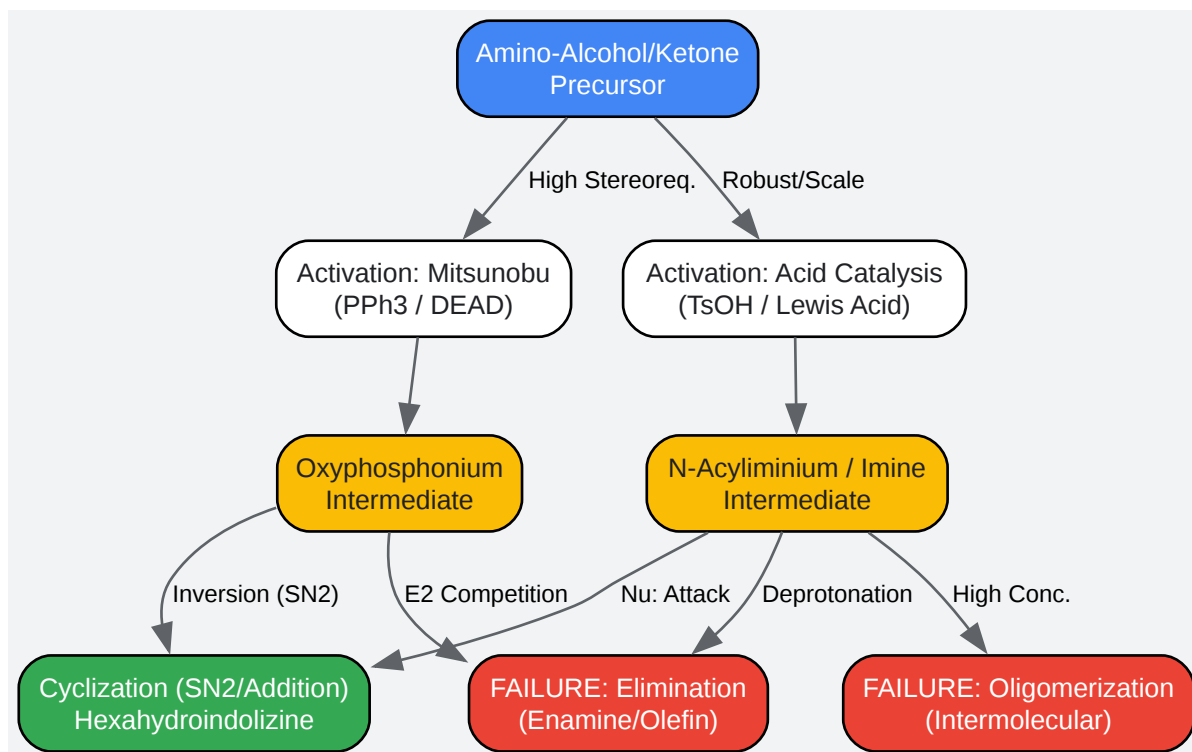 Amino-Alcohol/Ketone
Precursor
High Stereoreq.
Robust/Scale
Activation: Mitsunobu
(PPh3 / DEAD)
Activation: Acid Catalysis
(TsOH / Lewis Acid)
Oxyphosphonium
Intermediate
N-Acyliminium / Imine
Intermediate
Inversion (SN2)
E2 Competition
Nu: Attack
Deprotonation
High Conc.
Cyclization (SN2/Addition)
Hexahydroindolizine
FAILURE: Elimination
(Enamine/Olefin)
FAILURE: Oligomerization
(Intermolecular)